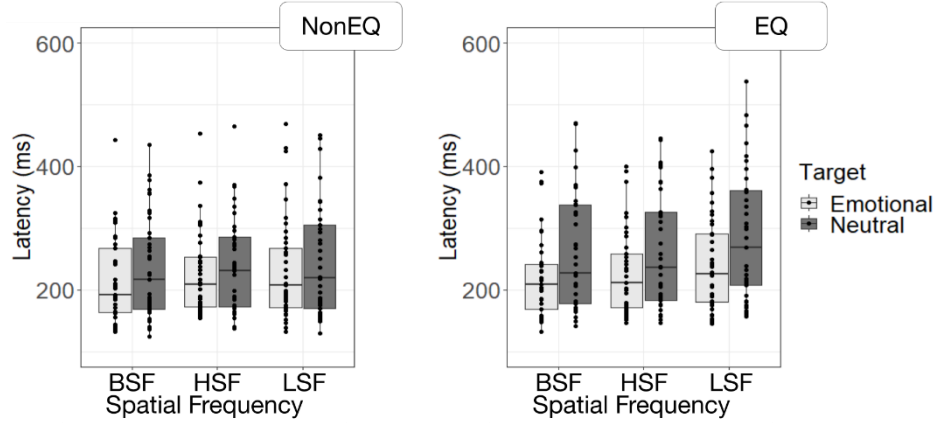 NonEQ
600
400
200
Latency (ms)
BSF HSF LSF
Spatial Frequency
EQ
600
400
200
Latency (ms)
BSF HSF LSF
Spatial Frequency
Target
Emotional
Neutral